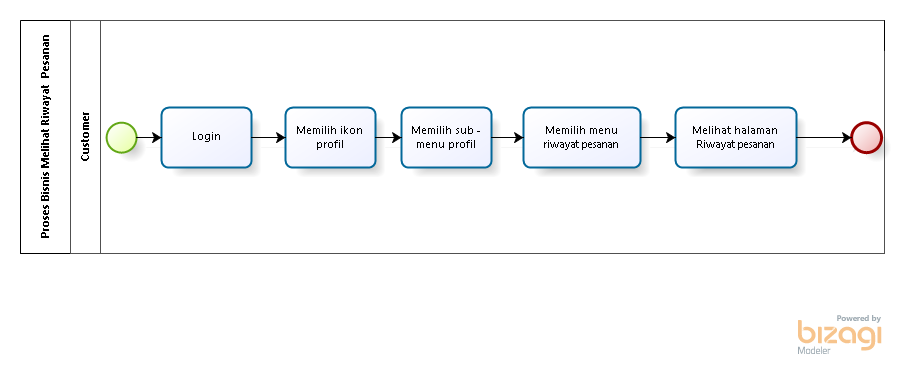 Proses Bisnis Melihat Riwayat Pesanan
Customer
Login
Memilih ikon
profil
Memilih sub -
menu profil
Memilih menu
riwayat pesanan
Melihat halaman
Riwayat pesanan
Powered by
bizagi
Modeler